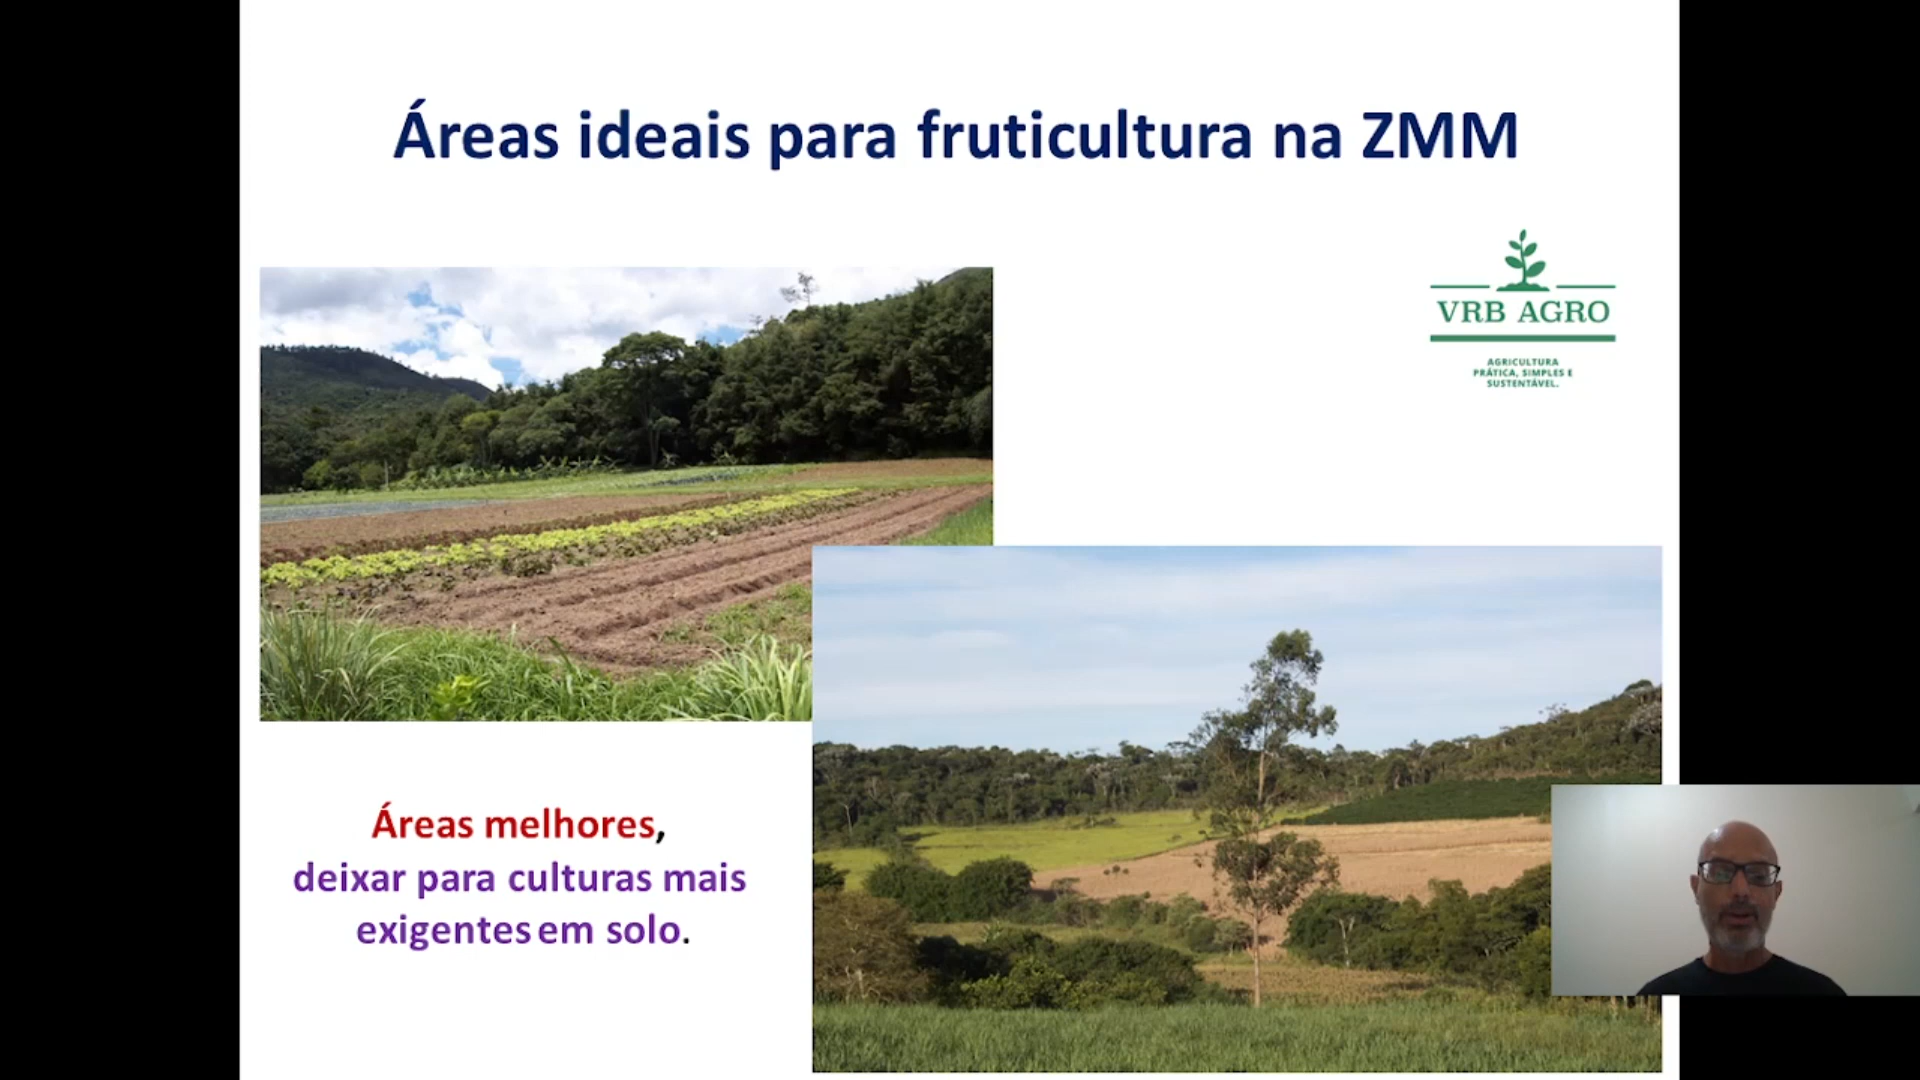 Áreas ideais para fruticultura na ZMM
VRB AGRO
AGRICULTURA
PRÁTICA, SIMPLES E
SUSTENTÁVEL.
Áreas melhores,
deixar para culturas mais
exigentes em solo.